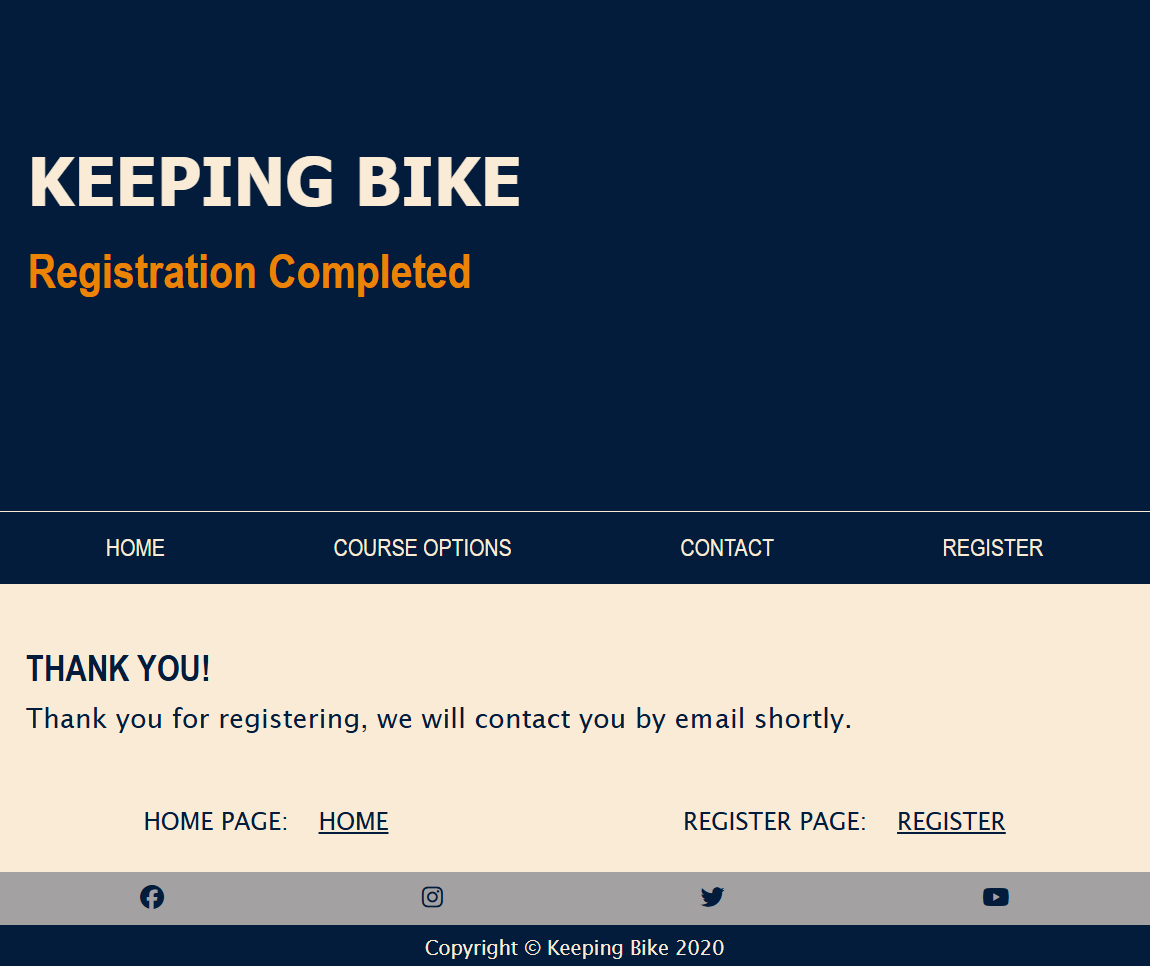 KEEPING BIKE
Registration Completed
HOME COURSE OPTIONS CONTACT REGISTER
THANK YOU!
Thank you for registering, we will contact you by email shortly.
HOME PAGE: HOME REGISTER PAGE: REGISTER
Copyright © Keeping Bike 2020